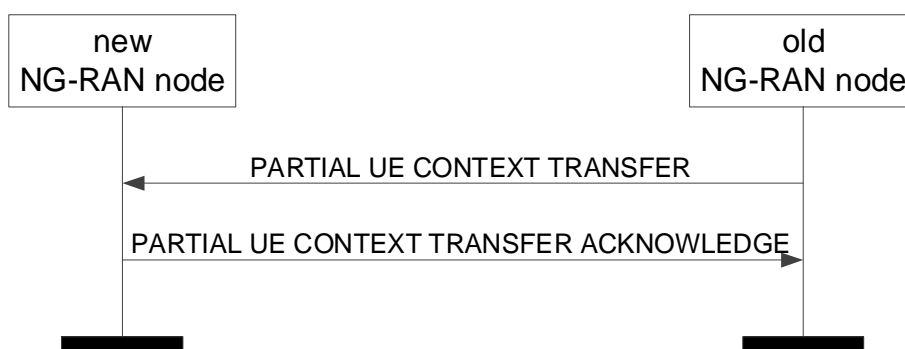 new
NG-RAN node
old
NG-RAN node
PARTIAL UE CONTEXT TRANSFER
PARTIAL UE CONTEXT TRANSFER ACKNOWLEDGE